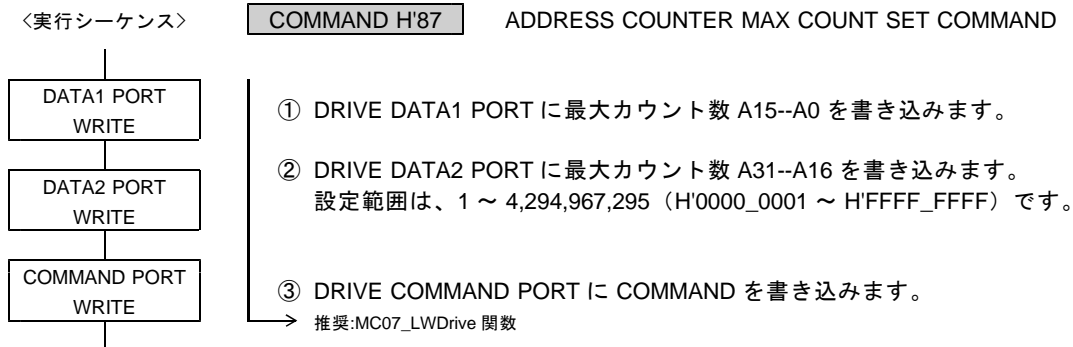 〈実行シーケンス〉 COMMAND H'87 ADDRESS COUNTER MAX COUNT SET COMMAND
DATA1 PORT
WRITE
① DRIVE DATA1 PORT に最大カウント数 A15--A0 を書き込みます。
DATA2 PORT
WRITE
② DRIVE DATA2 PORT に最大カウント数 A31--A16 を書き込みます。
設定範囲は、1 ～ 4,294,967,295（H'0000_0001 ～ H'FFFF_FFFF）です。
COMMAND PORT
WRITE
③ DRIVE COMMAND PORT に COMMAND を書き込みます。
推奨:MC07_LWDrive 関数